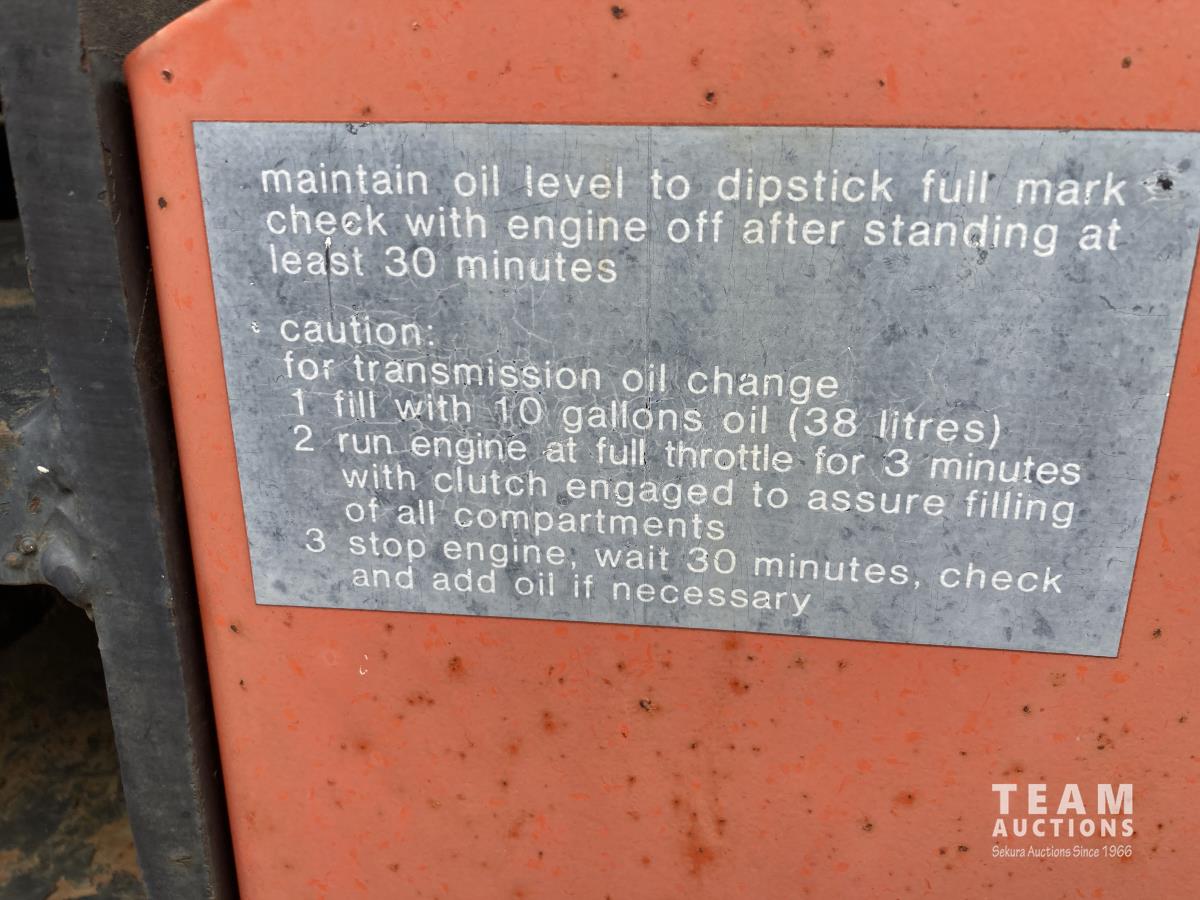 maintain oil level to dipstick full mark
check with engine off after standing at
least 30 minutes
caution:
for transmission oil change
1 fill with 10 gallons oil (38 litres)
2 run engine at full throttle for 3 minutes
with clutch engaged to assure filling
of all compartments
3 stop engine, wait 30 minutes, check
and add oil if necessary
TEAM
AUCTIONS
Sekura Auctions Since 1966